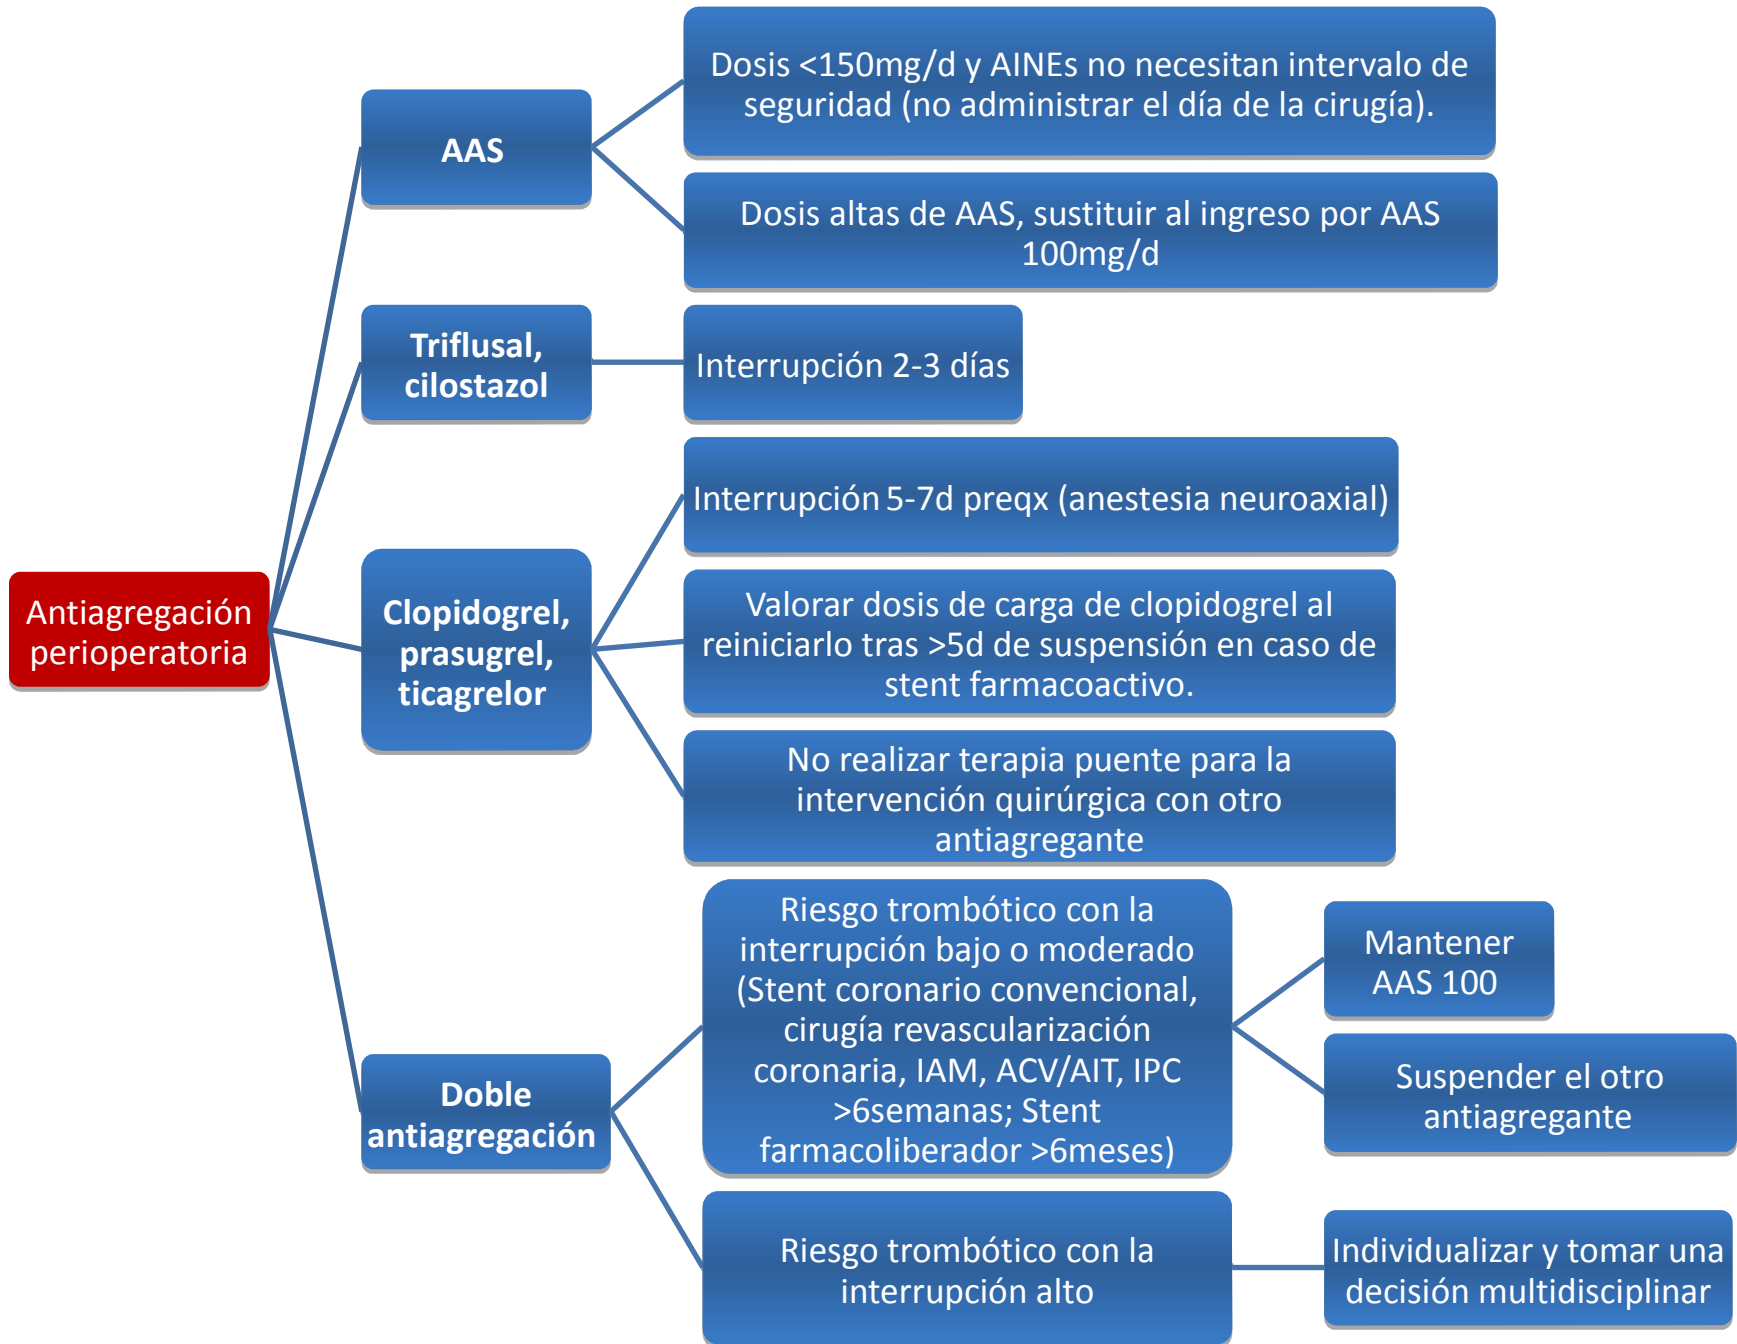 Antiagregación
perioperatoria
AAS
Dosis <150mg/d y AINEs no necesitan intervalo de
seguridad (no administrar el día de la cirugía).
Dosis altas de AAS, sustituir al ingreso por AAS
100mg/d
Triflusal,
cilostazol
Interrupción 2-3 días
Clopidogrel,
prasugrel,
ticagrelor
Interrupción 5-7d preqx (anestesia neuroaxial)
Valorar dosis de carga de clopidogrel al
reiniciarlo tras >5d de suspensión en caso de
stent farmacoactivo.
No realizar terapia puente para la
intervención quirúrgica con otro
antiagregante
Doble
antiagregación
Riesgo trombótico con la
interrupción bajo o moderado
(Stent coronario convencional,
cirugía revascularización
coronaria, IAM, ACV/AIT, IPC
>6semanas; Stent
farmacoliberador >6meses)
Mantener
AAS 100
Suspender el otro
antiagregante
Riesgo trombótico con la
interrupción alto
Individualizar y tomar una
decisión multidisciplinar